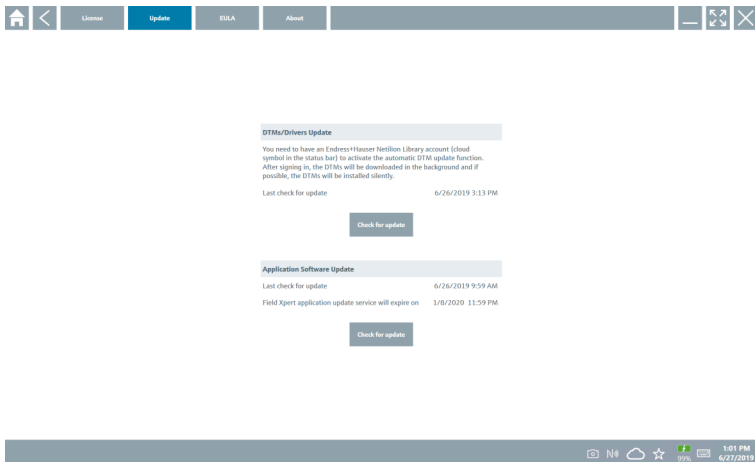 License Update EULA About
DTMs/Drivers Update
You need to have an Endress+Hauser Netilion Library account (cloud
symbol in the status bar) to activate the automatic DTM update function.
After signing in, the DTMs will be downloaded in the background and if
possible, the DTMs will be installed silently.
Last check for update 6/26/2019 3:13 PM
Check for update
Application Software Update
Last check for update 6/26/2019 9:59 AM
Field Xpert application update service will expire on 1/8/2020 11:59 PM
Check for update
99%
1:01 PM
6/27/2019